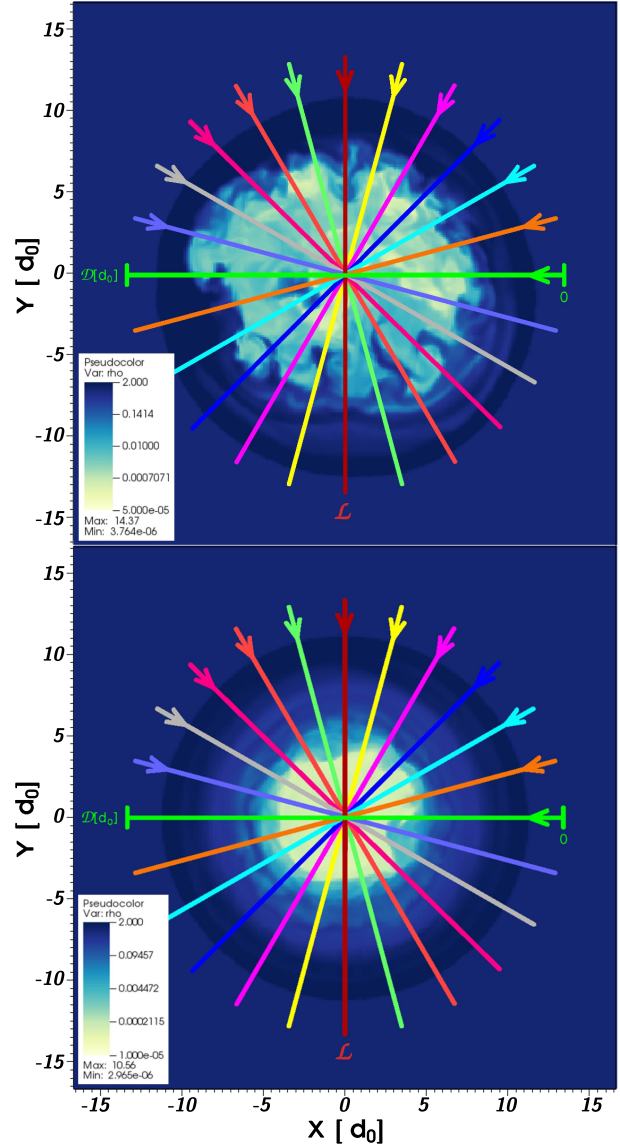 15
10
5
0
-5
-10
-15
Y [ d₀]
𝒟[d₀]
0
ℒ
Pseudocolor
Var: rho
2.000
0.1414
0.01000
0.0007071
5.000e-05
Max: 14.37
Min: 3.764e-06
15
10
5
0
-5
-10
-15
Y [ d₀]
𝒟[d₀]
0
ℒ
Pseudocolor
Var: rho
2.000
0.09457
0.004472
0.0002115
1.000e-05
Max: 10.56
Min: 2.965e-06
-15 -10 -5 0 5 10 15
X [ d₀]